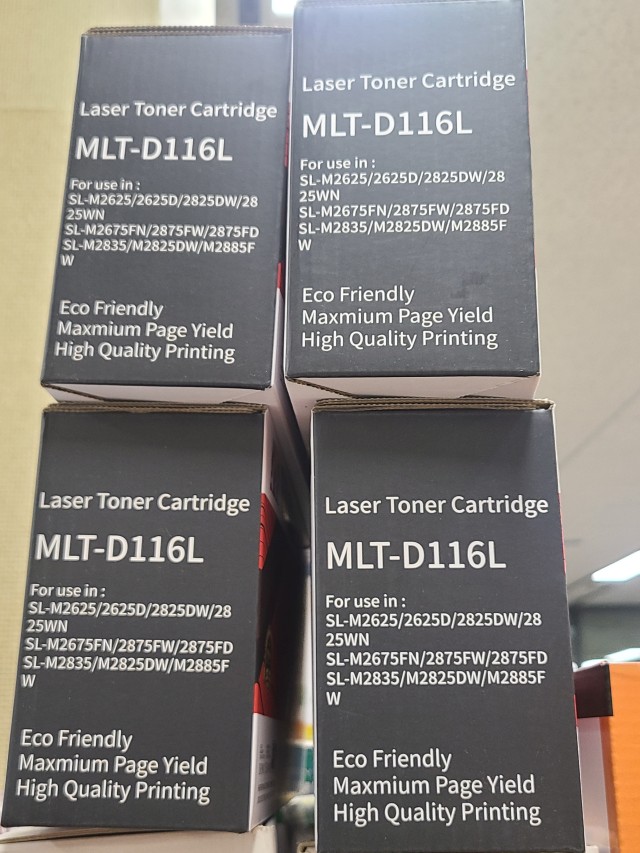 Laser Toner Cartridge
MLT-D116L
For use in :
SL-M2625/2625D/2825DW/28
25WN
SL-M2675FN/2875FW/2875FD
SL-M2835/M2825DW/M2885F
W
Eco Friendly
Maxmium Page Yield
High Quality Printing
Laser Toner Cartridge
MLT-D116L
For use in :
SL-M2625/2625D/2825DW/28
25WN
SL-M2675FN/2875FW/2875FD
SL-M2835/M2825DW/M2885F
W
Eco Friendly
Maxmium Page Yield
High Quality Printing
Laser Toner Cartridge
MLT-D116L
For use in :
SL-M2625/2625D/2825DW/28
25WN
SL-M2675FN/2875FW/2875FD
SL-M2835/M2825DW/M2885F
W
Eco Friendly
Maxmium Page Yield
High Quality Printing
Laser Toner Cartridge
MLT-D116L
For use in :
SL-M2625/2625D/2825DW/28
25WN
SL-M2675FN/2875FW/2875FD
SL-M2835/M2825DW/M2885F
W
Eco Friendly
Maxmium Page Yield
High Quality Printing